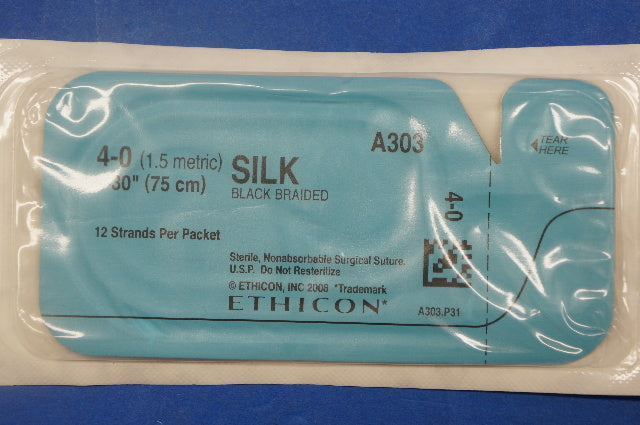 4-0 (1.5 metric)
30" (75 cm)
SILK
BLACK BRAIDED
A303
TEAR
HERE
12 Strands Per Packet
4-0
Sterile, Nonabsorbable Surgical Suture.
U.S.P. Do Not Resterilize
© ETHICON, INC 2008 *Trademark
ETHICON*
A303.P31